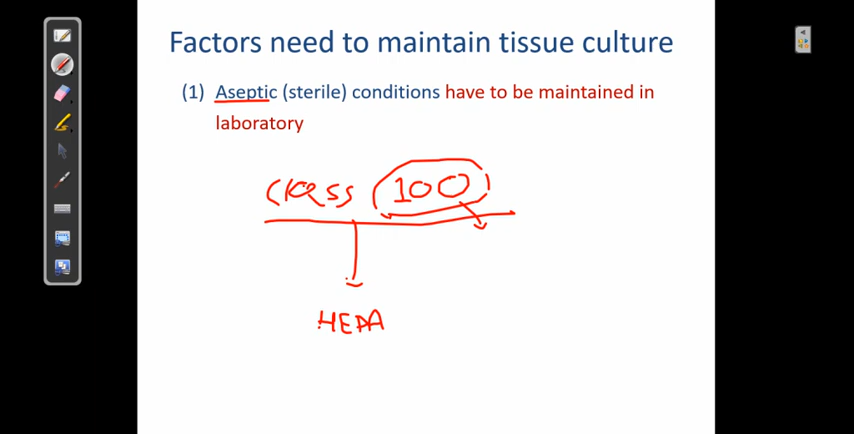 Factors need to maintain tissue culture
(1) Aseptic (sterile) conditions have to be maintained in
laboratory
Class 100
HEPA